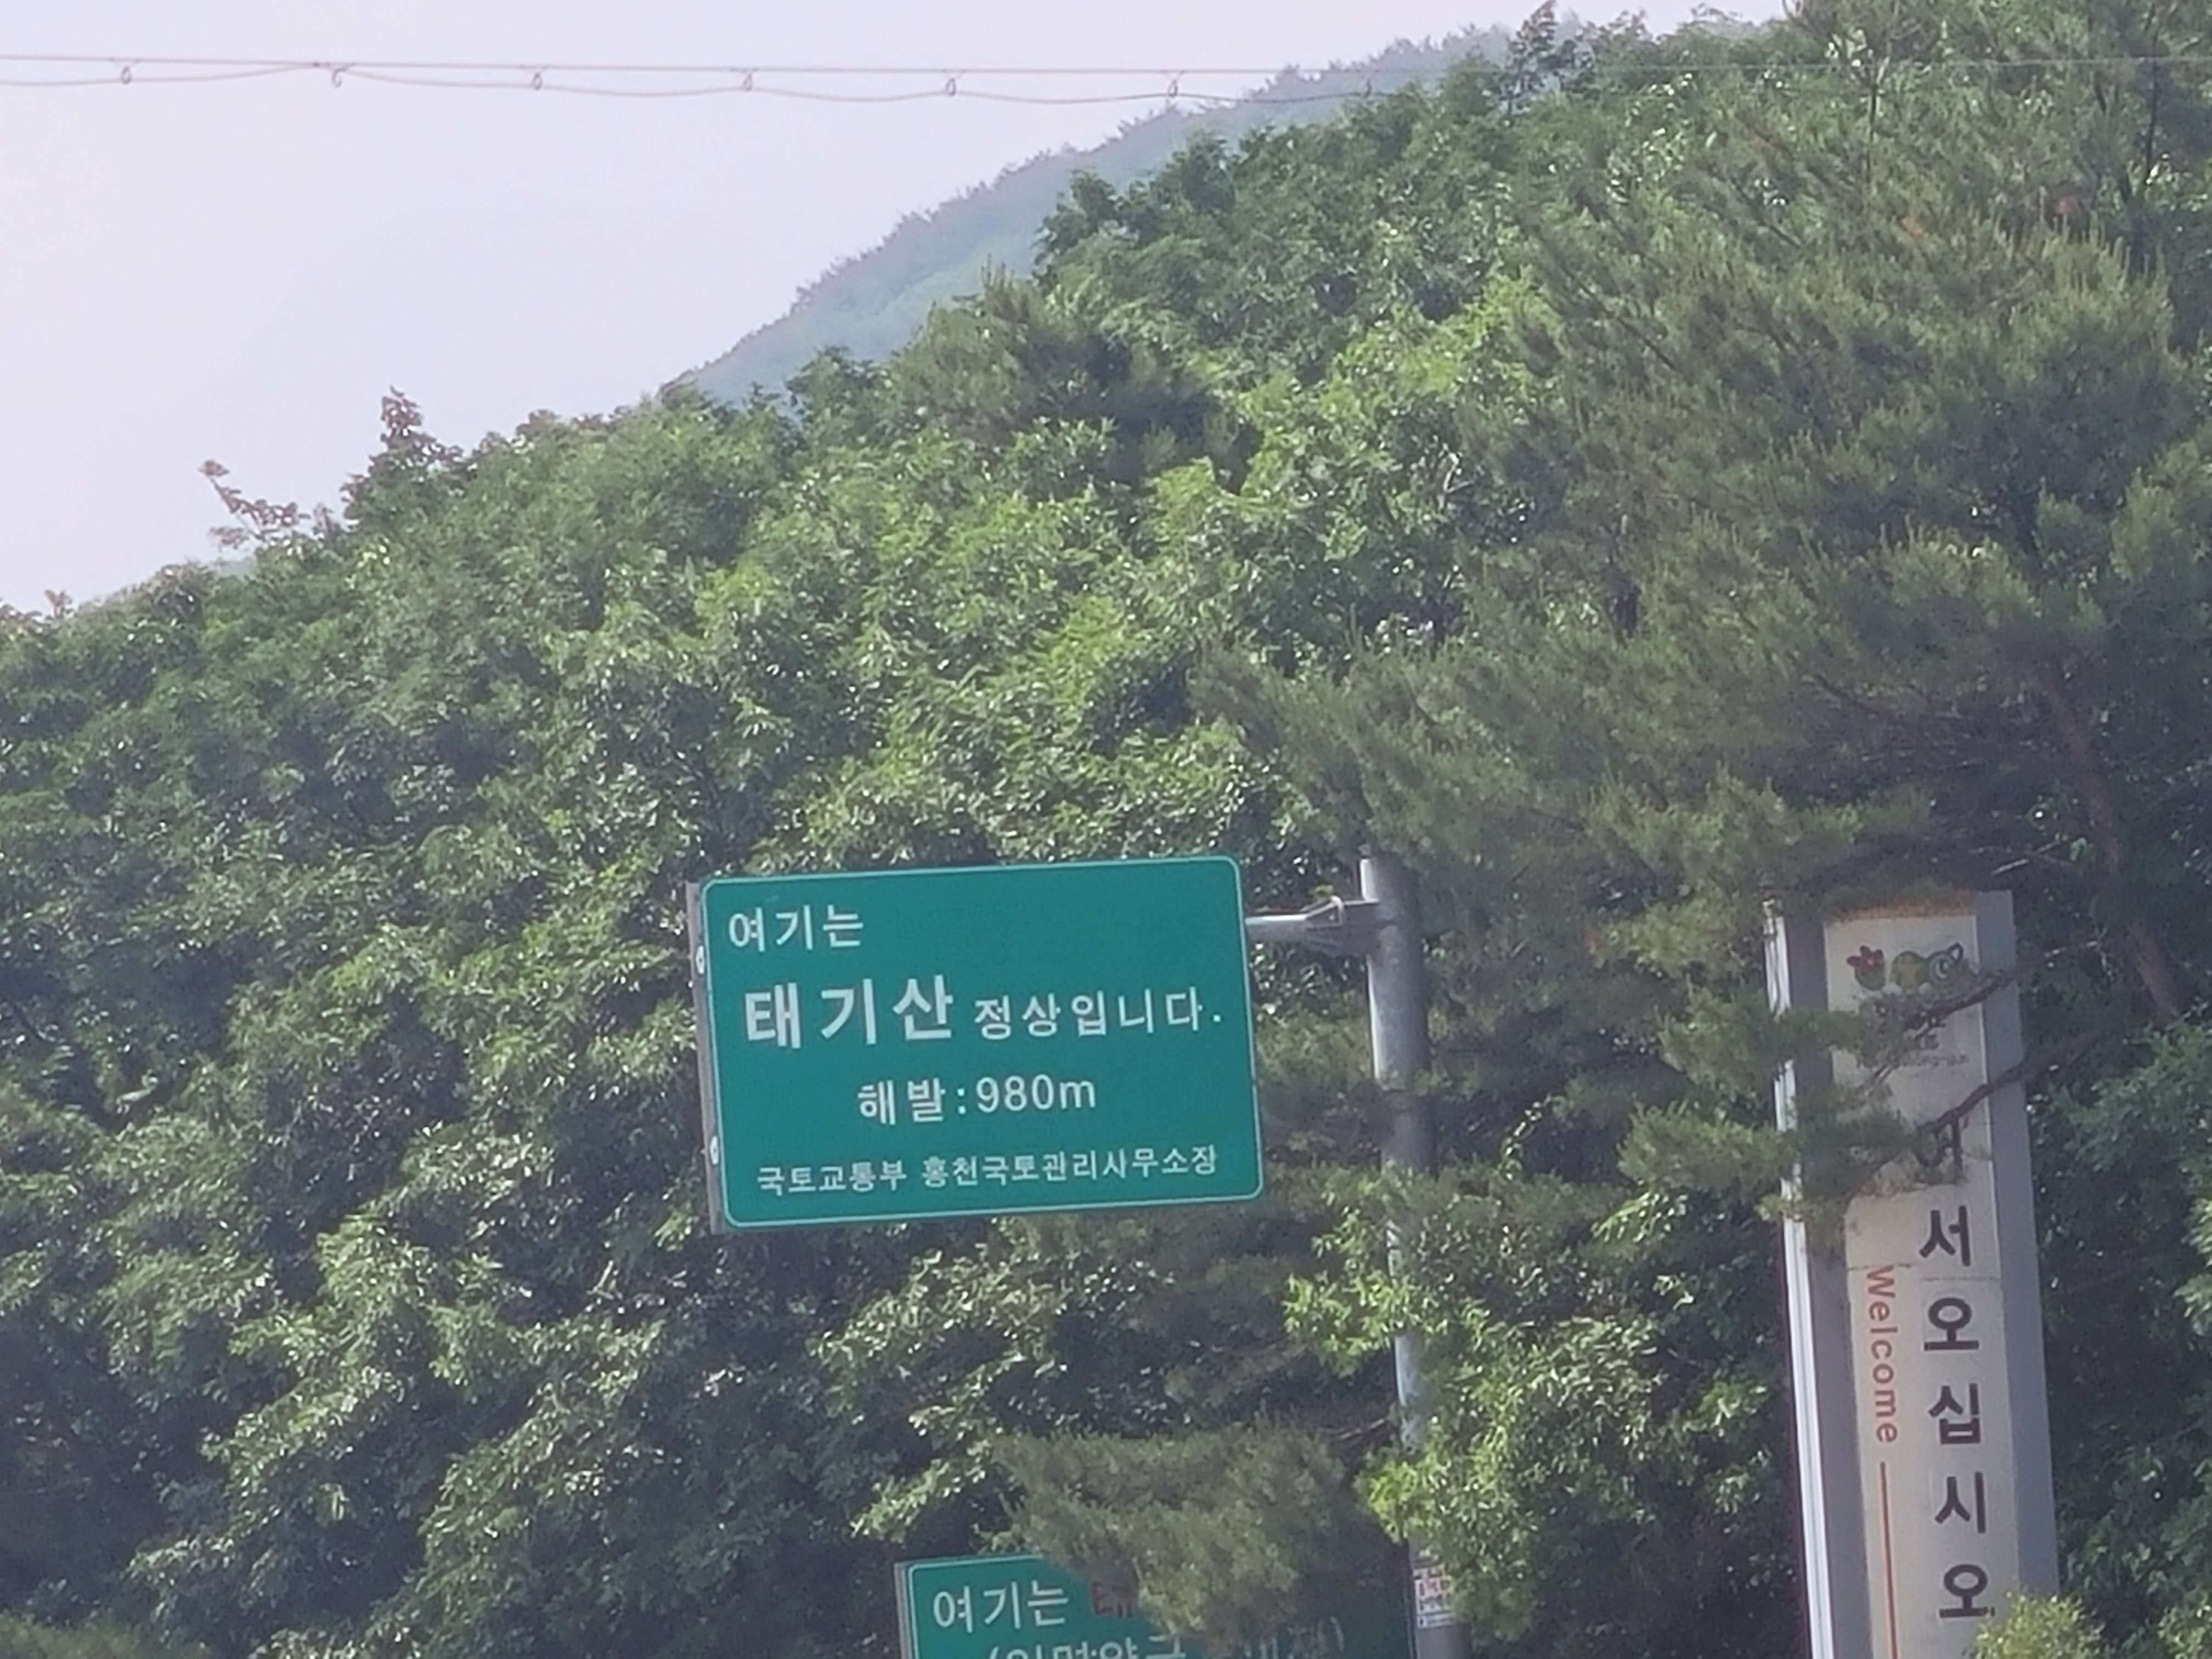 여기는
태기산 정상입니다.
해발:980m
국토교통부 홍천국토관리사무소장
어서오십시오
Welcome
여기는